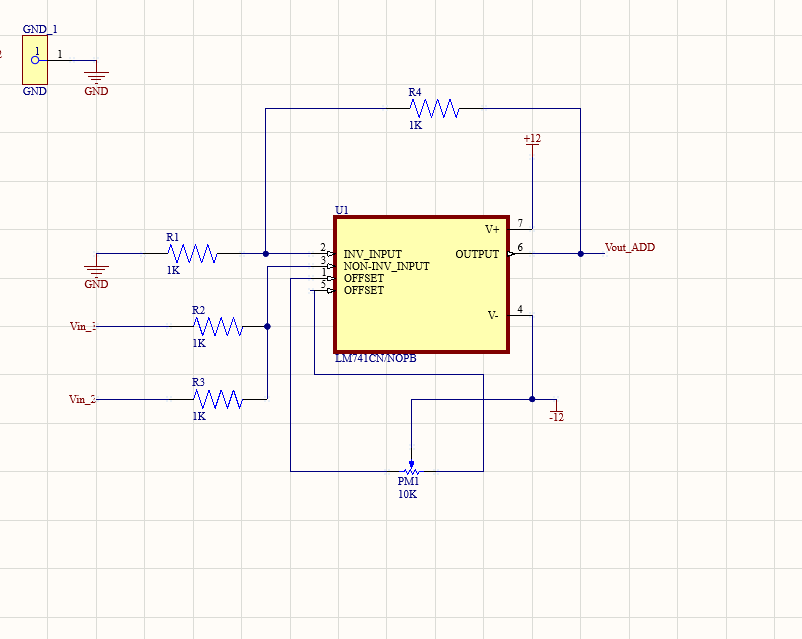 GND_1
1
1
GND
GND
R4
1K
+12
U1
V+
7
R1
1K
2
INV_INPUT
OUTPUT
6
Vout_ADD
3
NON-INV_INPUT
1
OFFSET
5
OFFSET
GND
R2
1K
Vin_1
V-
4
LM741CN/NOPB
R3
1K
Vin_2
-12
PM1
10K